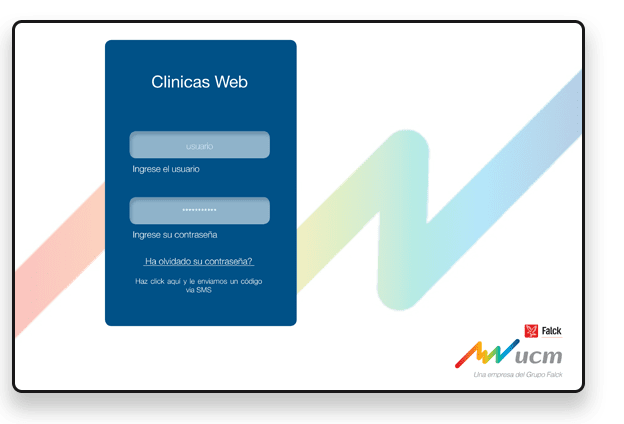 Clinicas Web
usuario
Ingrese el usuario
***********
Ingrese su contraseña
Ha olvidado su contraseña?
Haz click aquí y le enviamos un código
via SMS
Falck
ucm
Una empresa del Grupo Falck